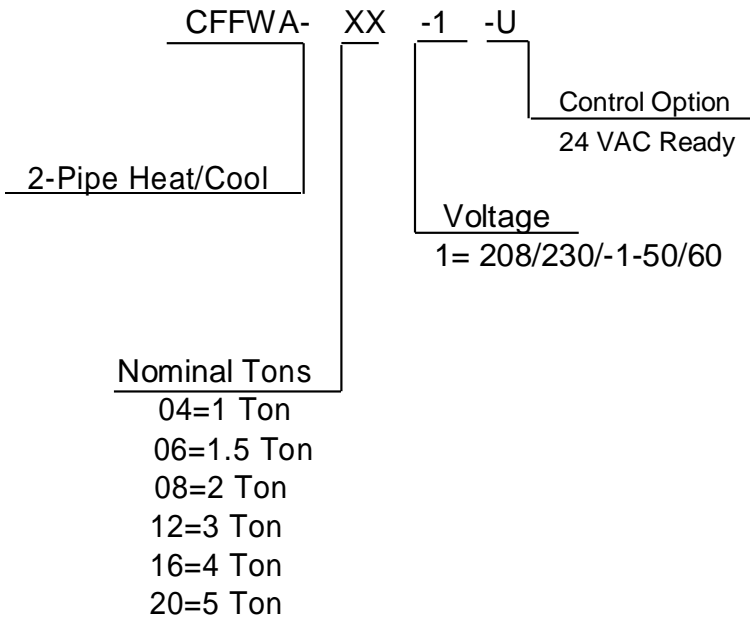 CFFWA- XX -1 -U
Control Option
24 VAC Ready
2-Pipe Heat/Cool
Voltage
1= 208/230/-1-50/60
Nominal Tons
04=1 Ton
06=1.5 Ton
08=2 Ton
12=3 Ton
16=4 Ton
20=5 Ton